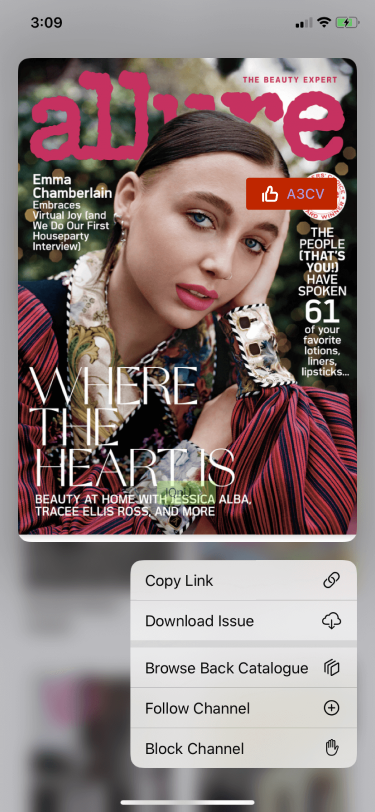 3:09
THE BEAUTY EXPERT
allure
Emma
Chamberlain
Embraces
Virtual Joy (and
We Do Our First
Houseparty
Interview)
A3CV
THE
PEOPLE
(THAT'S
YOU!)
HAVE
SPOKEN
61
of your
favorite
lotions,
liners,
lipsticks...
WHERE
THE
HEART IS
BEAUTY AT HOME WITH JESSICA ALBA,
TRACEE ELLIS ROSS, AND MORE
Copy Link
Download Issue
Browse Back Catalogue
Follow Channel
Block Channel